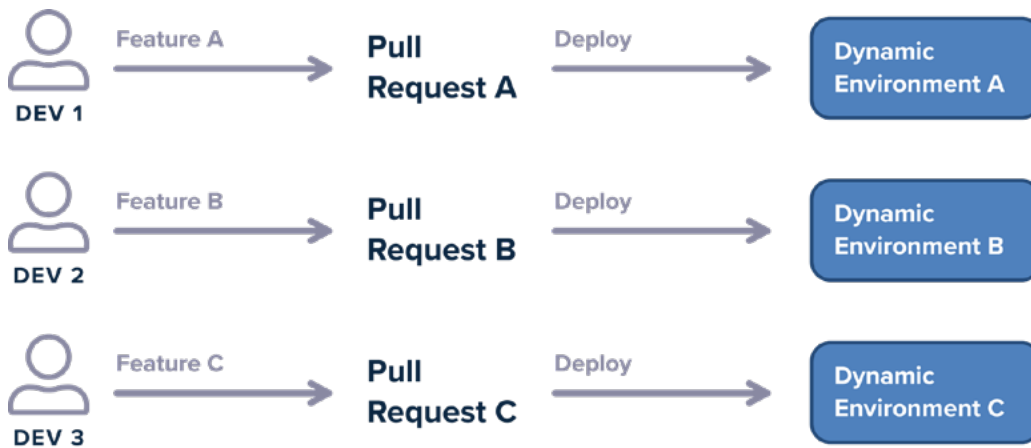 Feature A
Pull
Request A
Deploy
Dynamic
Environment A
DEV 1
Feature B
Pull
Request B
Deploy
Dynamic
Environment B
DEV 2
Feature C
Pull
Request C
Deploy
Dynamic
Environment C
DEV 3